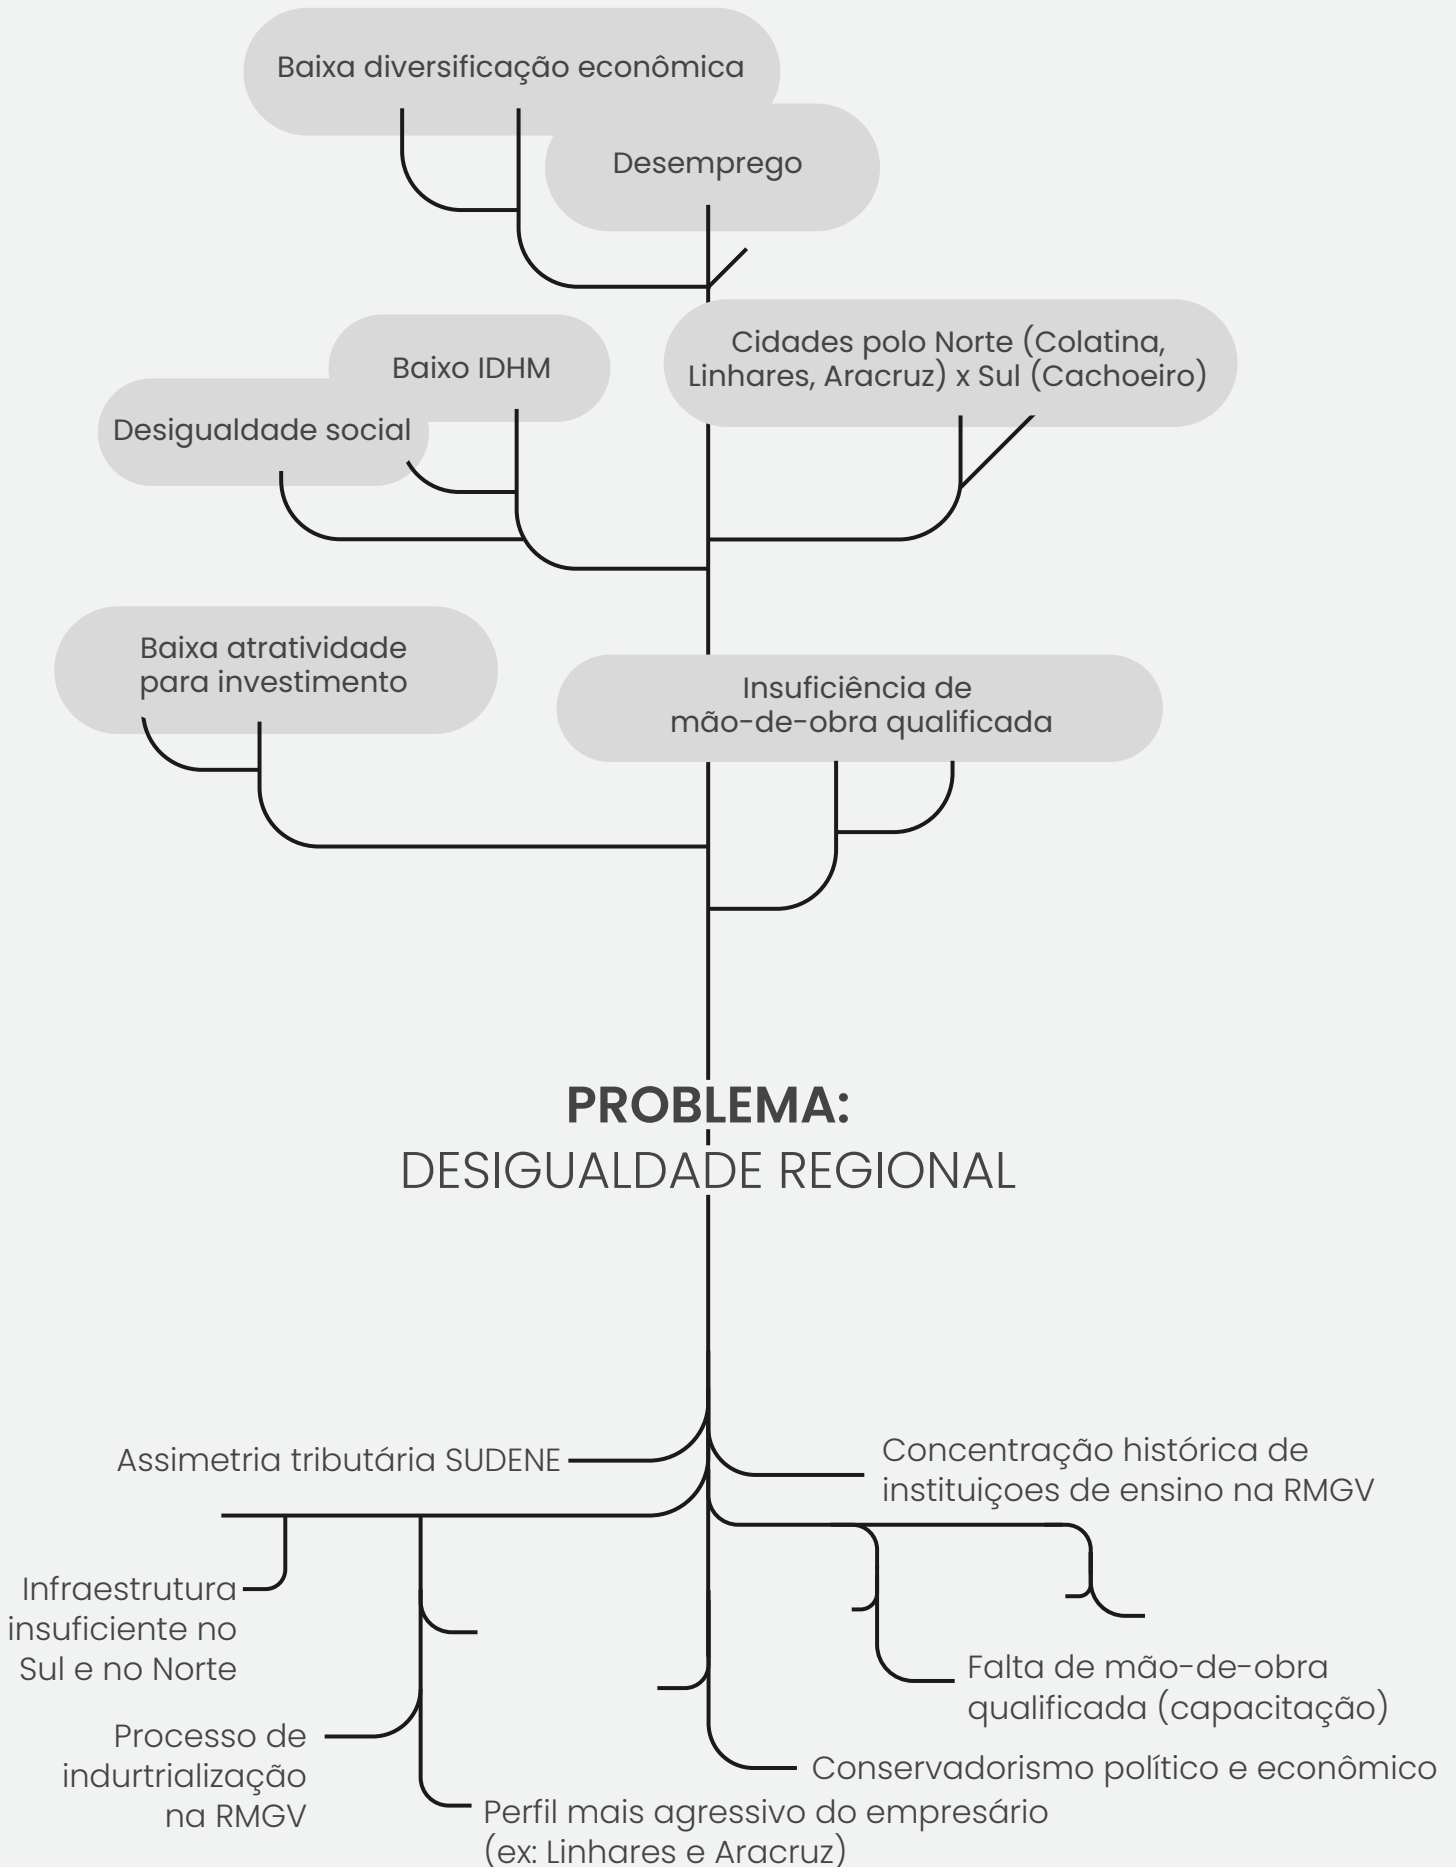 Baixa diversificação econômica
Desemprego
Cidades polo Norte (Colatina,
Linhares, Aracruz) x Sul (Cachoeiro)
Baixo IDHM
Desigualdade social
Baixa atratividade
para investimento
Insuficiência de
mão-de-obra qualificada
PROBLEMA:
DESIGUALDADE REGIONAL
Assimetria tributária SUDENE
Concentração histórica de
instituiçoes de ensino na RMGV
Infraestrutura
insuficiente no
Sul e no Norte
Falta de mão-de-obra
qualificada (capacitação)
Processo de
indurtrialização
na RMGV
Conservadorismo político e econômico
Perfil mais agressivo do empresário
(ex: Linhares e Aracruz)